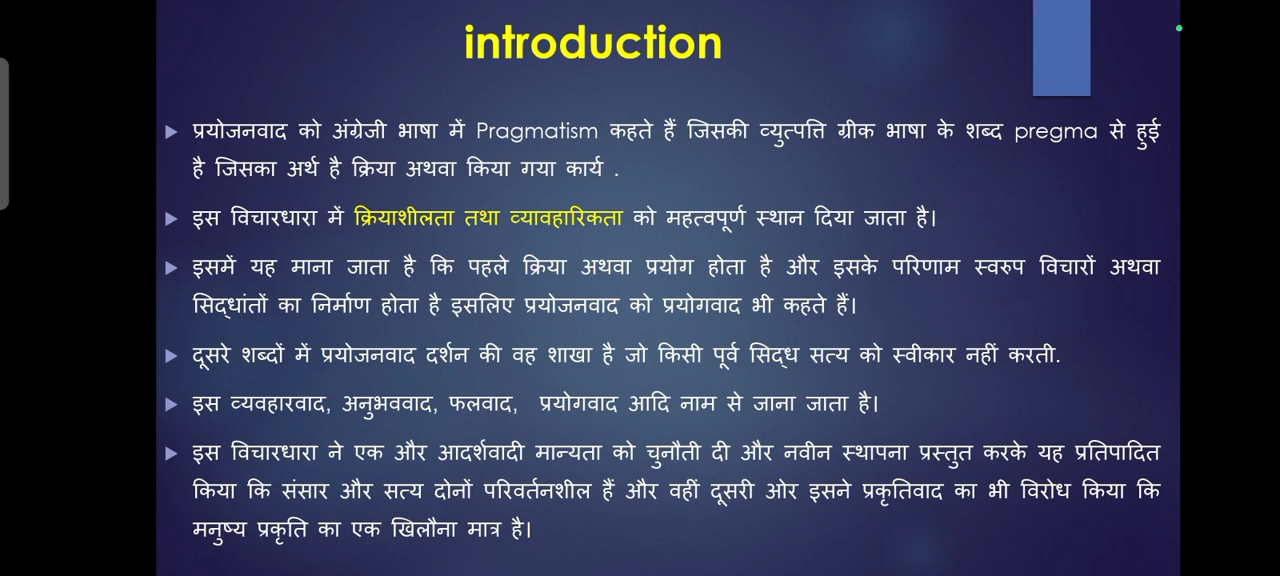 introduction
प्रयोजनवाद को अंग्रेजी भाषा में Pragmatism कहते हैं जिसकी व्युत्पत्ति ग्रीक भाषा के शब्द pregma से हुई
है जिसका अर्थ है क्रिया अथवा किया गया कार्य .
इस विचारधारा में क्रियाशीलता तथा व्यावहारिकता को महत्वपूर्ण स्थान दिया जाता है।
इसमें यह माना जाता है कि पहले क्रिया अथवा प्रयोग होता है और इसके परिणाम स्वरुप विचारों अथवा
सिद्धांतों का निर्माण होता है इसलिए प्रयोजनवाद को प्रयोगवाद भी कहते हैं।
दूसरे शब्दों में प्रयोजनवाद दर्शन की वह शाखा है जो किसी पूर्व सिद्ध सत्य को स्वीकार नहीं करती.
इस व्यवहारवाद, अनुभववाद, फलवाद, प्रयोगवाद आदि नाम से जाना जाता है।
इस विचारधारा ने एक और आदर्शवादी मान्यता को चुनौती दी और नवीन स्थापना प्रस्तुत करके यह प्रतिपादित
किया कि संसार और सत्य दोनों परिवर्तनशील हैं और वहीं दूसरी ओर इसने प्रकृतिवाद का भी विरोध किया कि
मनुष्य प्रकृति का एक खिलौना मात्र है।